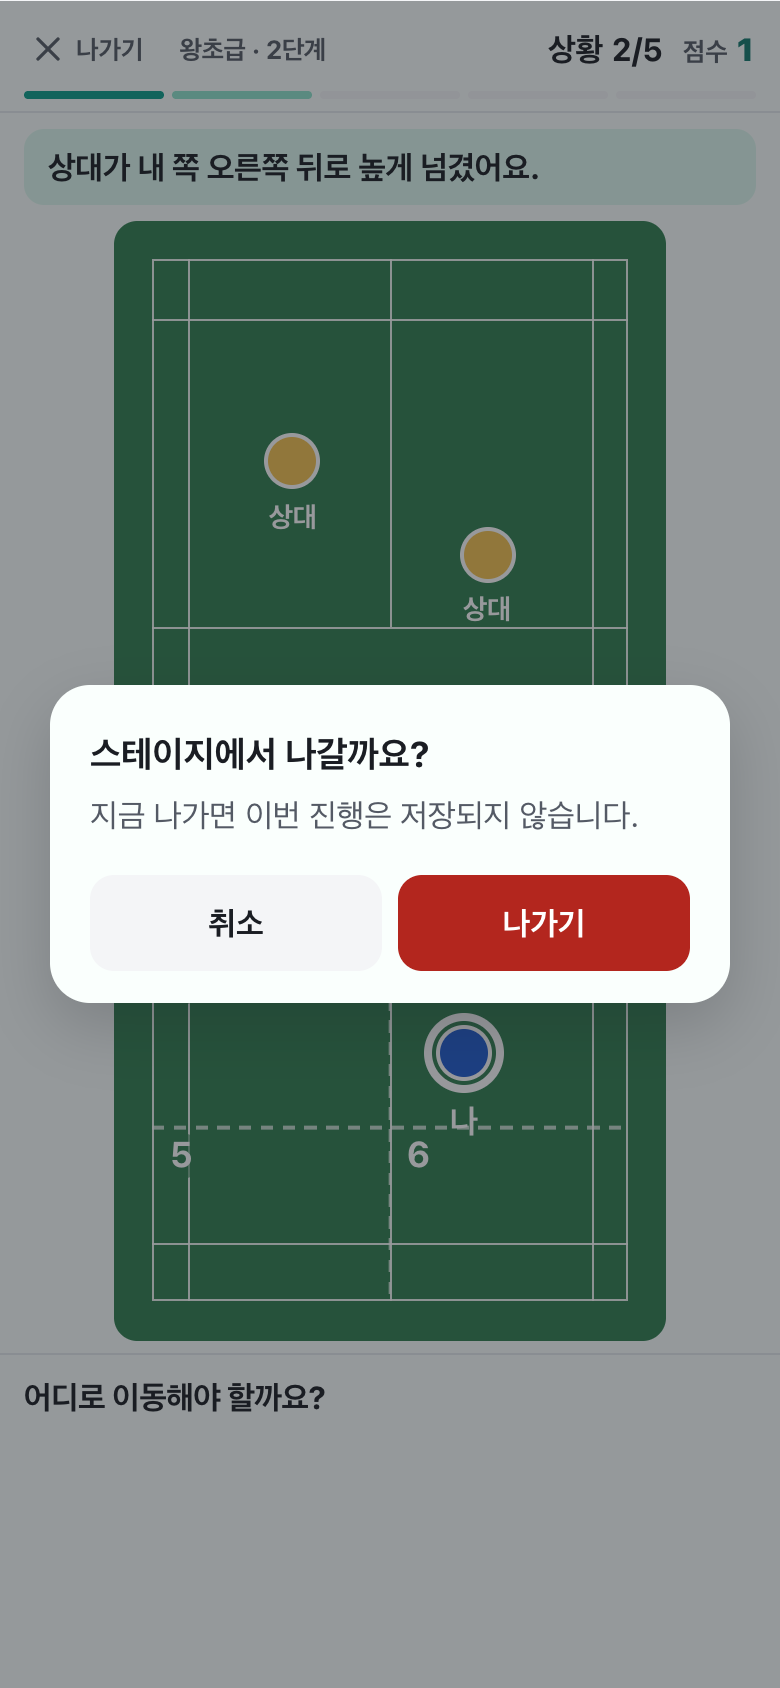 나가기 왕초급 · 2단계 상황 2/5 점수 1
상대가 내 쪽 오른쪽 뒤로 높게 넘겼어요.
상대
상대
스테이지에서 나갈까요?
지금 나가면 이번 진행은 저장되지 않습니다.
취소 나가기
나
5 6
어디로 이동해야 할까요?